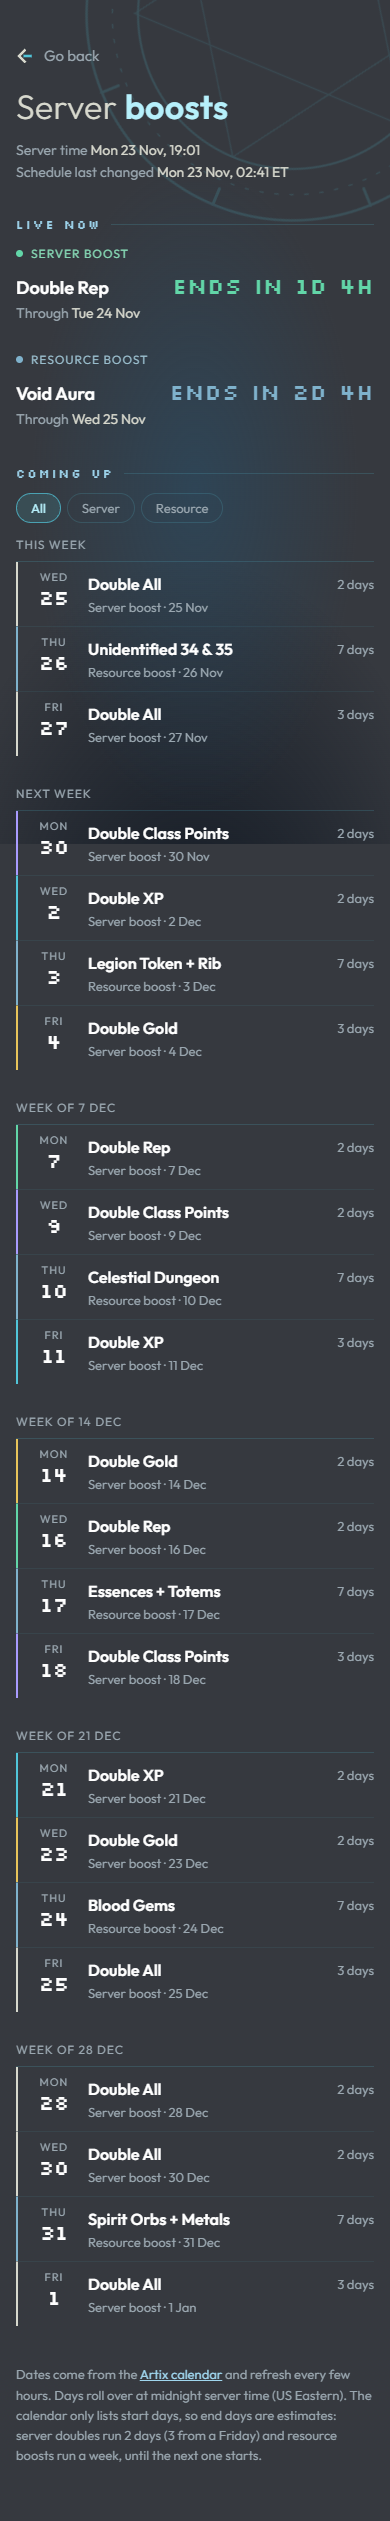 Go back
Server boosts
Server time Mon 23 Nov, 19:01
Schedule last changed Mon 23 Nov, 02:41 ET
LIVE NOW
SERVER BOOST
Double Rep ENDS IN 1D 4H
Through Tue 24 Nov
RESOURCE BOOST
Void Aura ENDS IN 2D 4H
Through Wed 25 Nov
COMING UP
All Server Resource
THIS WEEK
WED
25 Double All 2 days
Server boost · 25 Nov
THU
26 Unidentified 34 & 35 7 days
Resource boost · 26 Nov
FRI
27 Double All 3 days
Server boost · 27 Nov
NEXT WEEK
MON
30 Double Class Points 2 days
Server boost · 30 Nov
WED
2 Double XP 2 days
Server boost · 2 Dec
THU
3 Legion Token + Rib 7 days
Resource boost · 3 Dec
FRI
4 Double Gold 3 days
Server boost · 4 Dec
WEEK OF 7 DEC
MON
7 Double Rep 2 days
Server boost · 7 Dec
WED
9 Double Class Points 2 days
Server boost · 9 Dec
THU
10 Celestial Dungeon 7 days
Resource boost · 10 Dec
FRI
11 Double XP 3 days
Server boost · 11 Dec
WEEK OF 14 DEC
MON
14 Double Gold 2 days
Server boost · 14 Dec
WED
16 Double Rep 2 days
Server boost · 16 Dec
THU
17 Essences + Totems 7 days
Resource boost · 17 Dec
FRI
18 Double Class Points 3 days
Server boost · 18 Dec
WEEK OF 21 DEC
MON
21 Double XP 2 days
Server boost · 21 Dec
WED
23 Double Gold 2 days
Server boost · 23 Dec
THU
24 Blood Gems 7 days
Resource boost · 24 Dec
FRI
25 Double All 3 days
Server boost · 25 Dec
WEEK OF 28 DEC
MON
28 Double All 2 days
Server boost · 28 Dec
WED
30 Double All 2 days
Server boost · 30 Dec
THU
31 Spirit Orbs + Metals 7 days
Resource boost · 31 Dec
FRI
1 Double All 3 days
Server boost · 1 Jan
Dates come from the Artix calendar and refresh every few
hours. Days roll over at midnight server time (US Eastern). The
calendar only lists start days, so end days are estimates:
server doubles run 2 days (3 from a Friday) and resource
boosts run a week, until the next one starts.